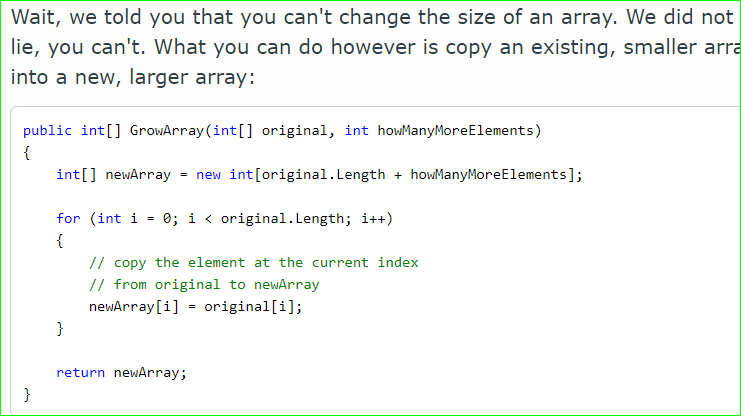 Wait, we told you that you can't change the size of an array. We did not
lie, you can't. What you can do however is copy an existing, smaller arra
into a new, larger array:
public int[] GrowArray(int[] original, int howManyMoreElements)
{
    int[] newArray = new int[original.Length + howManyMoreElements];
    for (int i = 0; i < original.Length; i++)
    {
        // copy the element at the current index
        // from original to newArray
        newArray[i] = original[i];
    }
    return newArray;
}